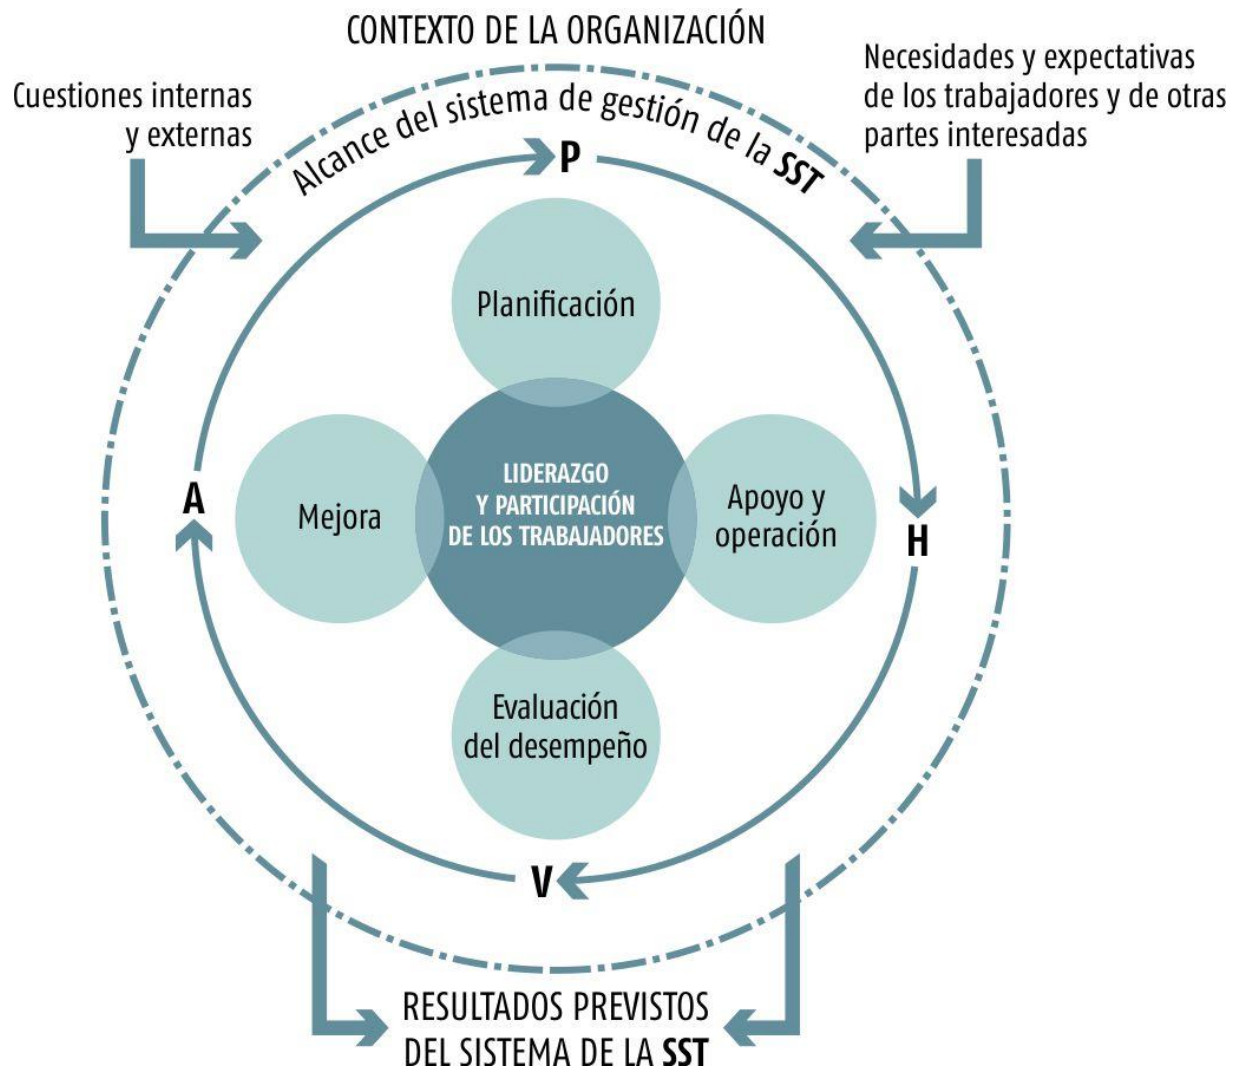 CONTEXTO DE LA ORGANIZACIÓN
Cuestiones internas
y externas
Necesidades y expectativas
de los trabajadores y de otras
partes interesadas
Alcance del sistema de gestión de la SST
P
Planificación
A
Mejora
LIDERAZGO
Y PARTICIPACIÓN
DE LOS TRABAJADORES
Apoyo y
operación
H
Evaluación
del desempeño
V
RESULTADOS PREVISTOS
DEL SISTEMA DE LA SST